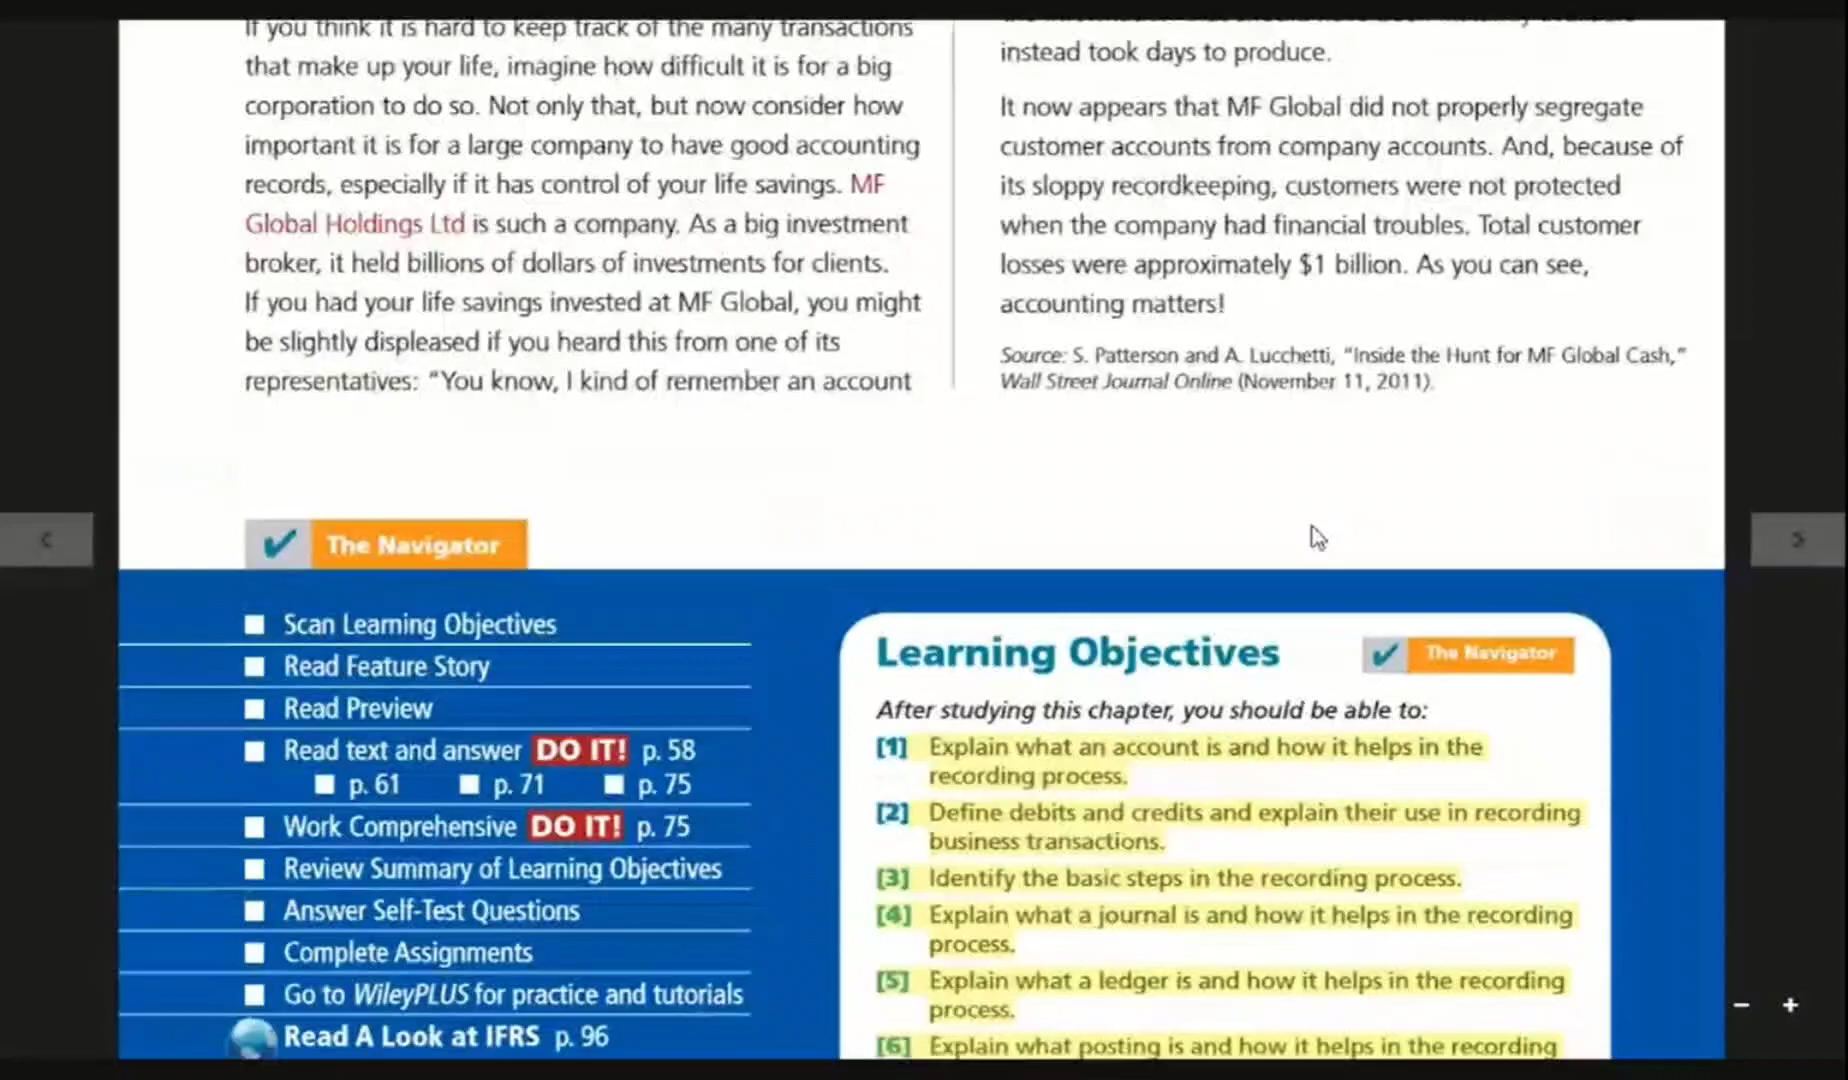 If you think it is hard to keep track of the many transactions
that make up your life, imagine how difficult it is for a big
corporation to do so. Not only that, but now consider how
important it is for a large company to have good accounting
records, especially if it has control of your life savings. MF
Global Holdings Ltd is such a company. As a big investment
broker, it held billions of dollars of investments for clients.
If you had your life savings invested at MF Global, you might
be slightly displeased if you heard this from one of its
representatives: "You know, I kind of remember an account
instead took days to produce.
It now appears that MF Global did not properly segregate
customer accounts from company accounts. And, because of
its sloppy recordkeeping, customers were not protected
when the company had financial troubles. Total customer
losses were approximately $1 billion. As you can see,
accounting matters!
Source: S. Patterson and A. Lucchetti, "Inside the Hunt for MF Global Cash,"
Wall Street Journal Online (November 11, 2011).
The Navigator
Scan Learning Objectives
Read Feature Story
Read Preview
Read text and answer DO IT! p. 58
p. 61 p. 71 p. 75
Work Comprehensive DO IT! p. 75
Review Summary of Learning Objectives
Answer Self-Test Questions
Complete Assignments
Go to WileyPLUS for practice and tutorials
Read A Look at IFRS p. 96
Learning Objectives The Navigator
After studying this chapter, you should be able to:
[1] Explain what an account is and how it helps in the
recording process.
[2] Define debits and credits and explain their use in recording
business transactions.
[3] Identify the basic steps in the recording process.
[4] Explain what a journal is and how it helps in the recording
process.
[5] Explain what a ledger is and how it helps in the recording
process.
[6] Explain what posting is and how it helps in the recording